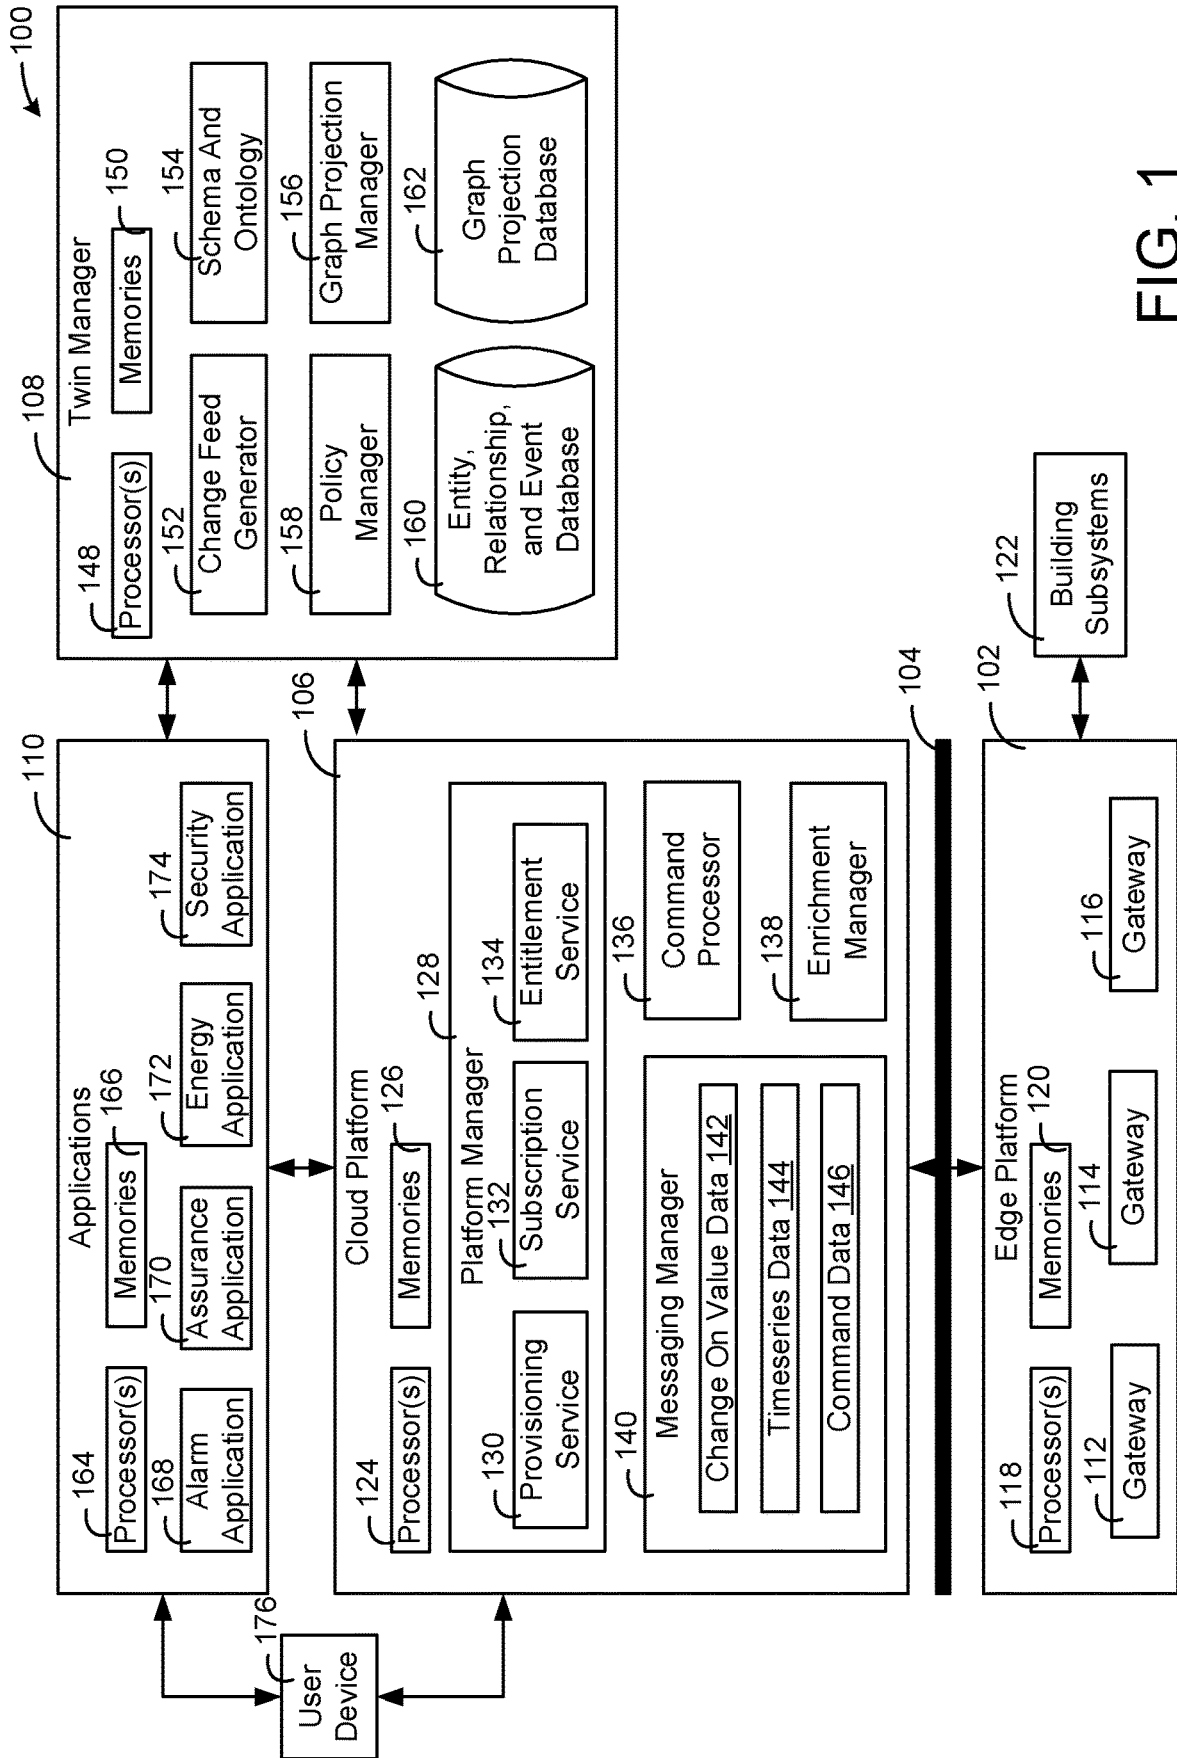 100
110
Applications
164
Processor(s)
Memories
166
168
Alarm
Application
170
Assurance
Application
172
Energy
Application
174
Security
Application
176
User
Device
106
Cloud Platform
124
Processor(s)
Memories
126
Platform Manager
128
130
Provisioning
Service
132
Subscription
Service
134
Entitlement
Service
140
Messaging Manager
Change On Value Data 142
Timeseries Data 144
Command Data 146
136
Command
Processor
138
Enrichment
Manager
104
102
Edge Platform
118
Processor(s)
Memories
120
112
Gateway
114
Gateway
116
Gateway
122
Building
Subsystems
108
Twin Manager
148
Processor(s)
Memories
150
152
Change Feed
Generator
154
Schema And
Ontology
158
Policy
Manager
156
Graph Projection
Manager
160
Entity,
Relationship,
and Event
Database
162
Graph
Projection
Database
FIG. 1